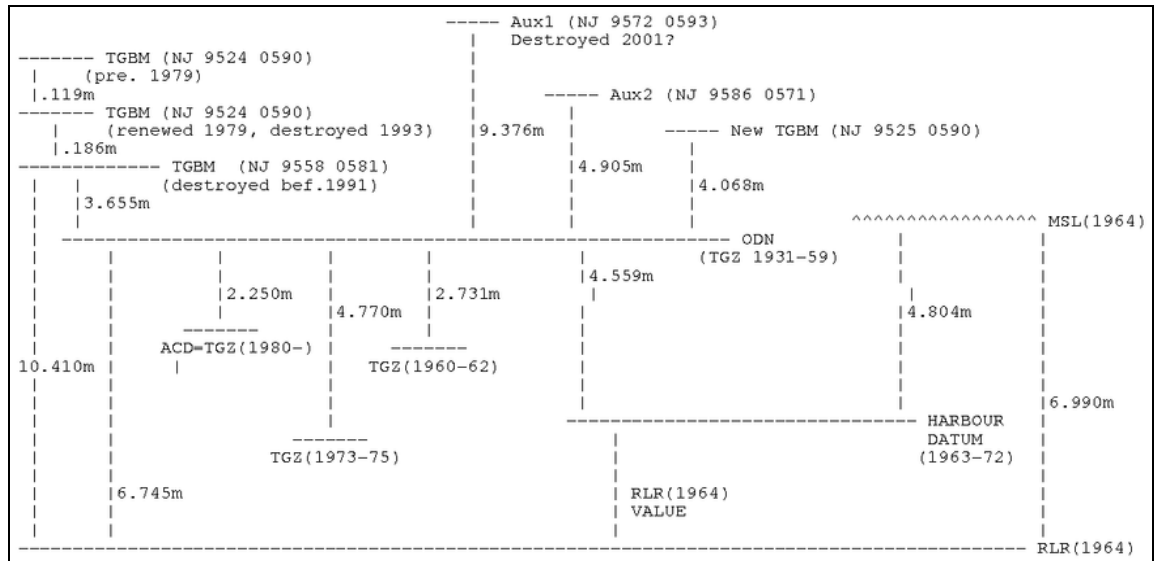 ----- Aux1 (NJ 9572 0593)
| Destroyed 2001?
------- TGBM (NJ 9524 0590) |
| (pre. 1979) |
|.119m | ----- Aux2 (NJ 9586 0571)
------- TGBM (NJ 9524 0590) | |
| (renewed 1979, destroyed 1993) |9.376m | ----- New TGBM (NJ 9525 0590)
|.186m | | |
------------- TGBM (NJ 9558 0581) | |4.905m |
| | (destroyed bef.1991) | | |4.068m
| |3.655m | | |
| | | | | ^^^^^^^^^^^^^^^^^ MSL(1964)
| ------------------------------------------------------------- ODN | |
| | | | | | (TGZ 1931-59) | |
| | | | | |4.559m | |
| | |2.250m | |2.731m | | |
| | | |4.770m | | |4.804m |
| | ------- | | | | |
| | ACD=TGZ(1980-) | ------- | | |
10.410m | | | TGZ(1960-62) | | |
| | | | | |
| | | | | |6.990m
| | | -------------------------------- HARBOUR |
| | ------- | DATUM |
| | TGZ(1973-75) | (1963-72) |
| | | |
| |6.745m | RLR(1964) |
| | | VALUE |
| | | |
-------------------------------------------------------------------------------------------- RLR(1964)